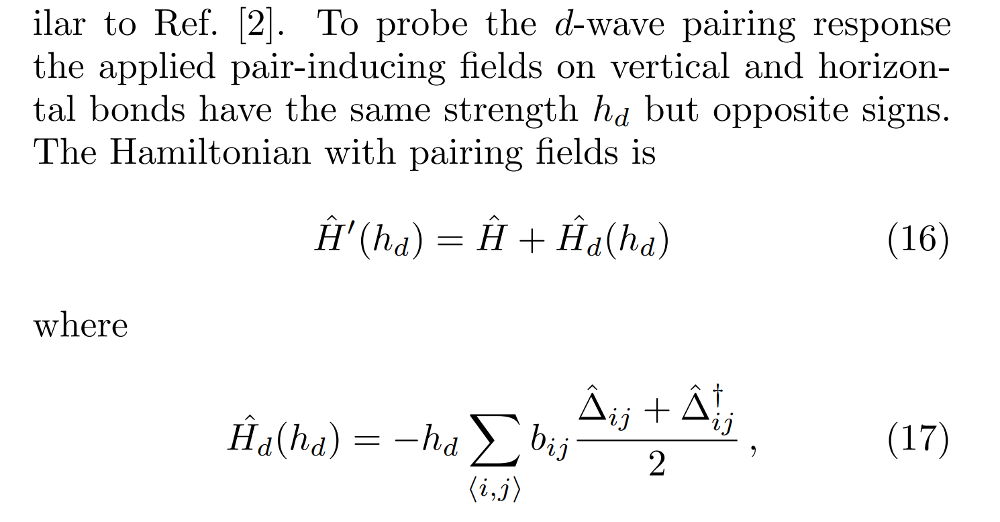 ilar to Ref. [2]. To probe the d-wave pairing response
the applied pair-inducing fields on vertical and horizon-
tal bonds have the same strength $h_d$ but opposite signs.
The Hamiltonian with pairing fields is
$\hat{H}'(h_d) = \hat{H} + \hat{H}_d(h_d)$ (16)
where
$\hat{H}_d(h_d) = -h_d \sum_{\langle i,j \rangle} b_{ij} \frac{\hat{\Delta}_{ij} + \hat{\Delta}_{ij}^{\dagger}}{2}$ , (17)